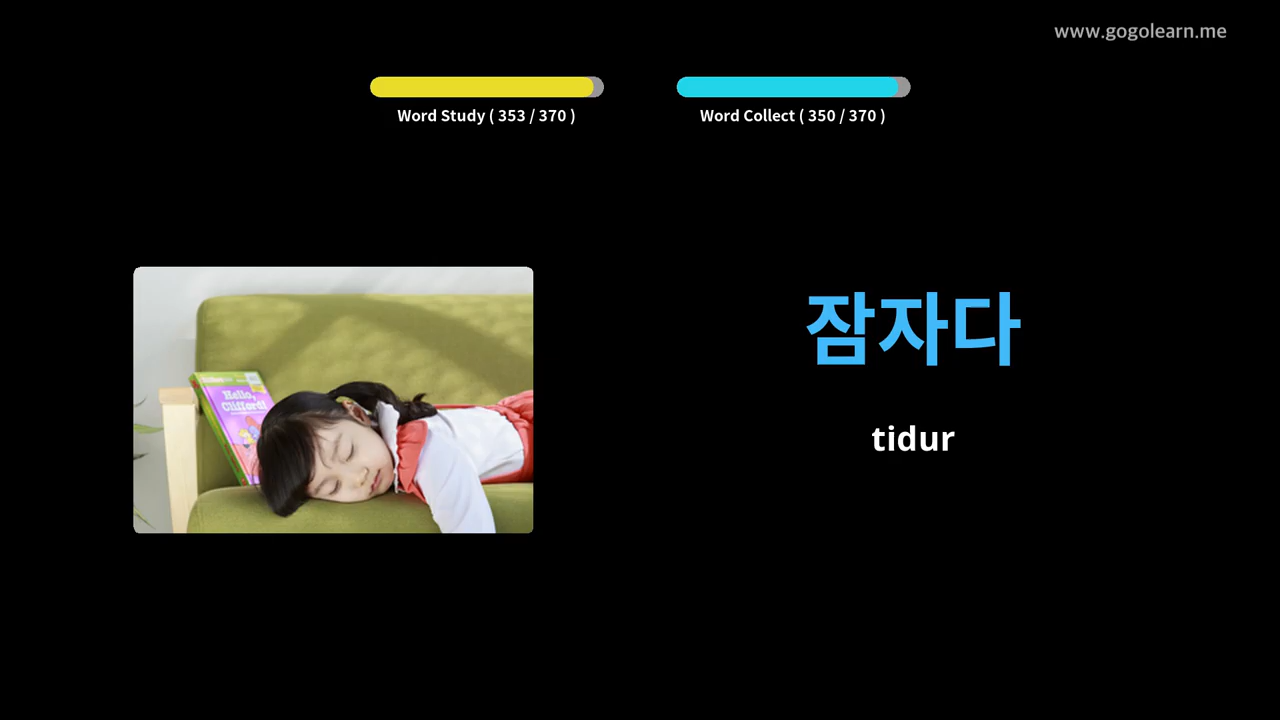 www.gogolearn.me
Word Study ( 353 / 370 )
Word Collect ( 350 / 370 )
Hello,
Clifford!
잠자다
tidur